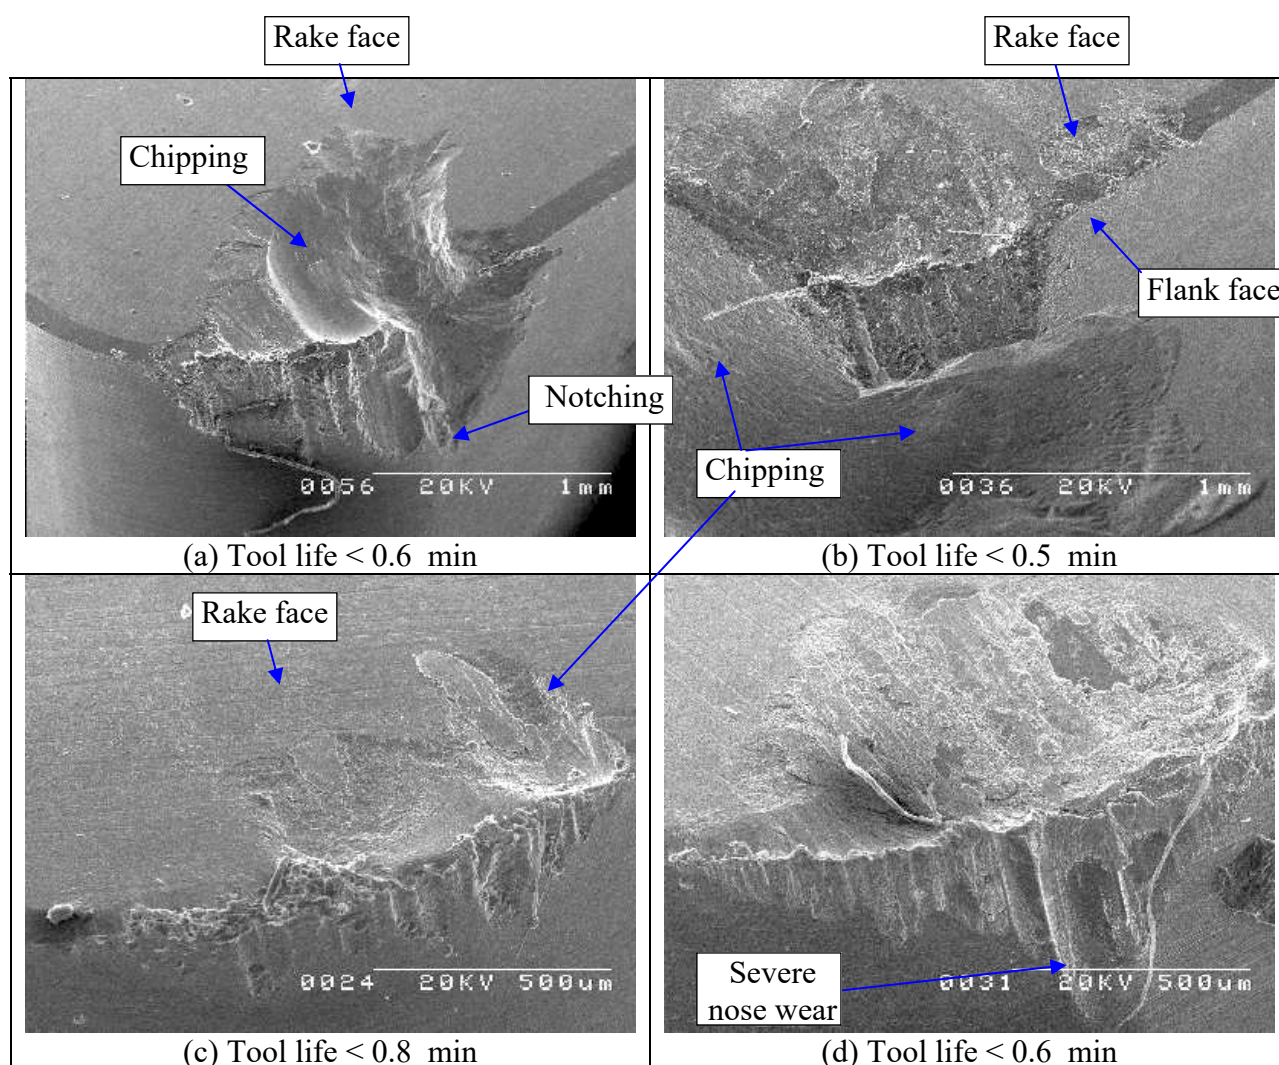 Rake face
Rake face
Chipping
Flank face
Notching
Chipping
0056 20KV 1mm
0036 20KV 1mm
(a) Tool life < 0.6 min
(b) Tool life < 0.5 min
Rake face
0024 20KV 500um
Severe
nose wear
0031 20KV 500um
(c) Tool life < 0.8 min
(d) Tool life < 0.6 min